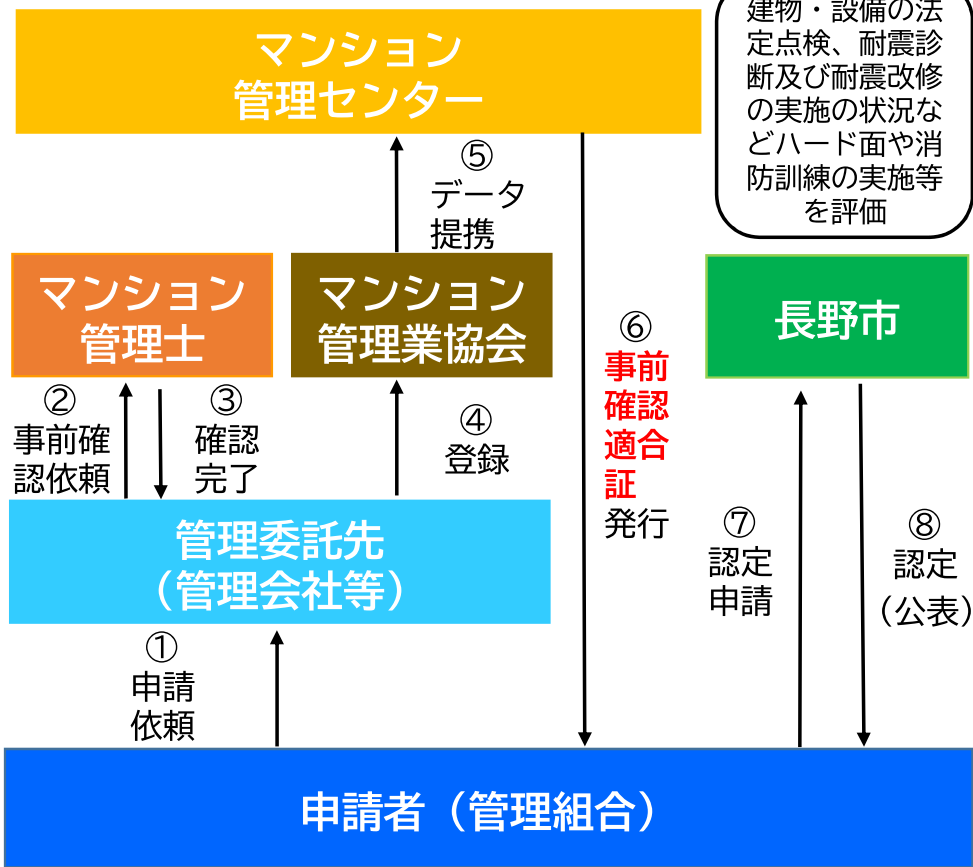 マンション
管理センター
建物・設備の法
定点検、耐震診
断及び耐震改修
の実施の状況な
どハード面や消
防訓練の実施等
を評価
⑤
データ
提携
マンション
管理士
マンション
管理業協会
長野市
②
事前確
認依頼
③
確認
完了
④
登録
⑥
事前
確認
適合
証
発行
管理委託先
（管理会社等）
⑦
認定
申請
⑧
認定
（公表）
①
申請
依頼
申請者（管理組合）